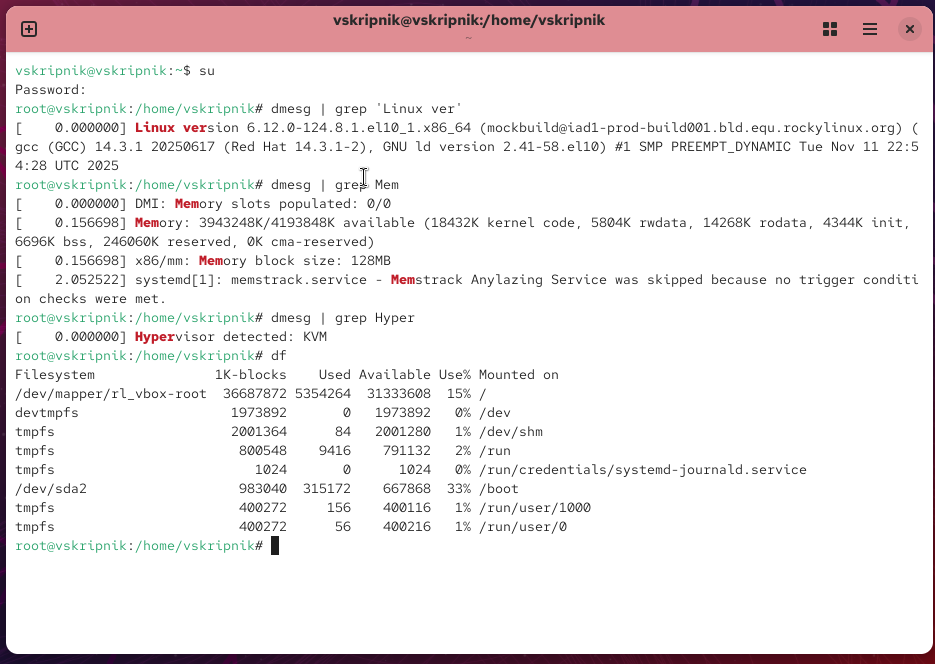 vskripnik@vskripnik:/home/vskripnik
~
vskripnik@vskripnik:~$ su
Password:
root@vskripnik:/home/vskripnik# dmesg | grep 'Linux ver'
[    0.000000] Linux version 6.12.0-124.8.1.el10_1.x86_64 (mockbuild@iad1-prod-build001.bld.equ.rockylinux.org) (
gcc (GCC) 14.3.1 20250617 (Red Hat 14.3.1-2), GNU ld version 2.41-58.el10) #1 SMP PREEMPT_DYNAMIC Tue Nov 11 22:5
4:28 UTC 2025
root@vskripnik:/home/vskripnik# dmesg | grep Mem
[    0.000000] DMI: Memory slots populated: 0/0
[    0.156698] Memory: 3943248K/4193848K available (18432K kernel code, 5804K rwdata, 14268K rodata, 4344K init,
6696K bss, 246060K reserved, 0K cma-reserved)
[    0.156698] x86/mm: Memory block size: 128MB
[    2.052522] systemd[1]: memstrack.service - Memstrack Anylazing Service was skipped because no trigger conditi
on checks were met.
root@vskripnik:/home/vskripnik# dmesg | grep Hyper
[    0.000000] Hypervisor detected: KVM
root@vskripnik:/home/vskripnik# df
Filesystem               1K-blocks    Used Available Use% Mounted on
/dev/mapper/rl_vbox-root  36687872 5354264  31333608  15% /
devtmpfs                   1973892       0   1973892   0% /dev
tmpfs                      2001364      84   2001280   1% /dev/shm
tmpfs                       800548    9416    791132   2% /run
tmpfs                         1024       0      1024   0% /run/credentials/systemd-journald.service
/dev/sda2                   983040  315172    667868  33% /boot
tmpfs                       400272     156    400116   1% /run/user/1000
tmpfs                       400272      56    400216   1% /run/user/0
root@vskripnik:/home/vskripnik#